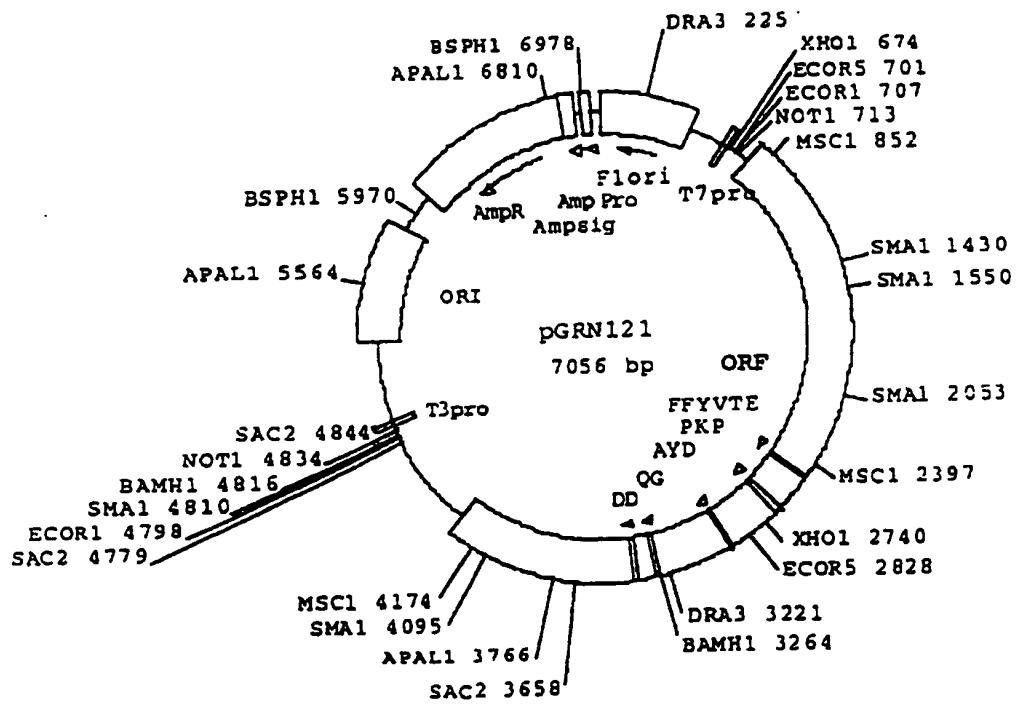 DRA3 225
BSPH1 6978
XHO1 674
APAL1 6810
ECOR5 701
ECOR1 707
NOT1 713
MSC1 852
F1ori
T7pro
BSPH1 5970
Amp Pro
AmpR
Ampsig
SMA1 1430
APAL1 5564
SMA1 1550
ORI
pGRN121
7056 bp
ORF
SMA1 2053
FFYVTE
T3pro
PKP
SAC2 4844
AYD
NOT1 4834
MSC1 2397
QG
BAMH1 4816
DD
SMA1 4810
ECOR1 4798
XHO1 2740
SAC2 4779
ECOR5 2828
MSC1 4174
DRA3 3221
SMA1 4095
BAMH1 3264
APAL1 3766
SAC2 3658